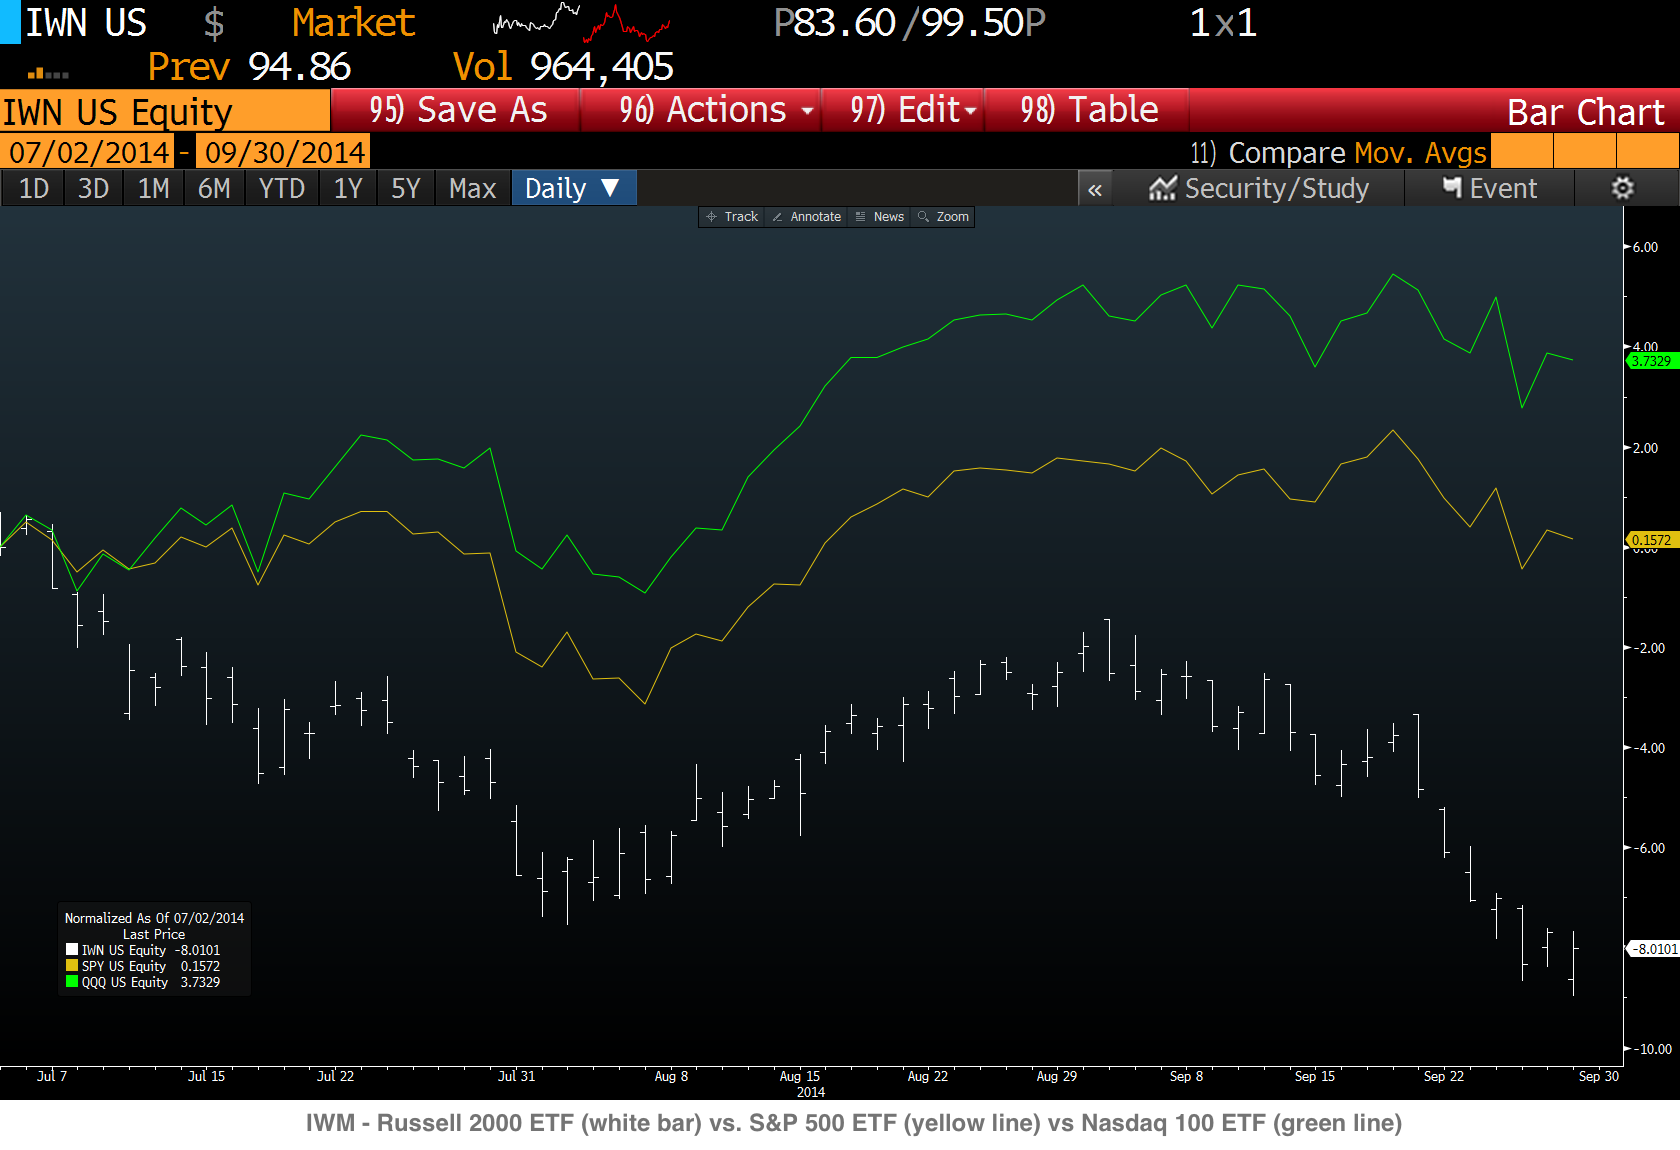 IWN US $ Market P83.60/99.50P 1x1
Prev 94.86 Vol 964,405
IWN US Equity 95) Save As 96) Actions 97) Edit 98) Table Bar Chart
07/02/2014 - 09/30/2014 11) Compare Mov. Avgs
1D 3D 1M 6M YTD 1Y 5Y Max Daily ▼ « Security/Study Event
Track Annotate News Zoom
6.00
4.00
3.7329
2.00
0.1572
0.00
-2.00
-4.00
-6.00
-8.0101
-10.00
Normalized As Of 07/02/2014
Last Price
IWN US Equity -8.0101
SPY US Equity 0.1572
QQQ US Equity 3.7329
Jul 7 Jul 15 Jul 22 Jul 31 Aug 8 Aug 15 Aug 22 Aug 29 Sep 8 Sep 15 Sep 22 Sep 30
2014
IWM - Russell 2000 ETF (white bar) vs. S&P 500 ETF (yellow line) vs Nasdaq 100 ETF (green line)